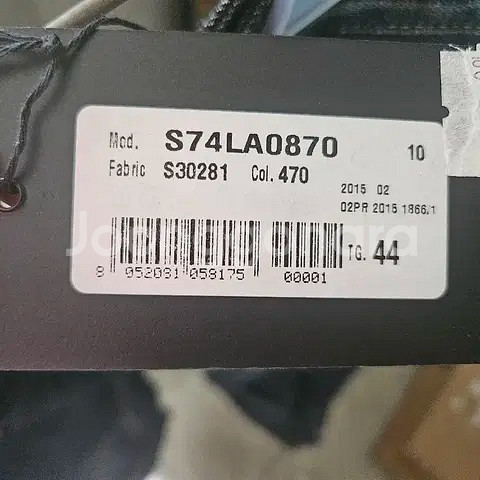 Mod. S74LA0870 10
Fabric S30281 Col. 470
2015 02
02PR 2015 1866/1
TG. 44
8 052081 058175 00001